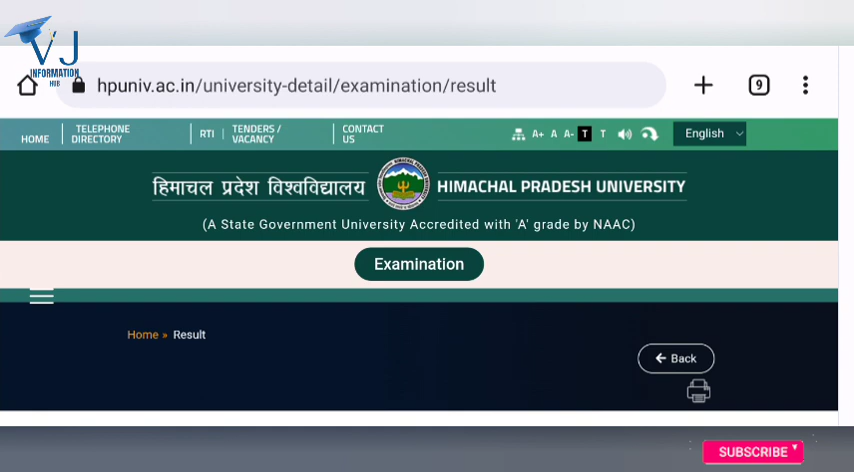 VJ
INFORMATION
HUB
hpuniv.ac.in/university-detail/examination/result
9
HOME
TELEPHONE
DIRECTORY
RTI
TENDERS /
VACANCY
CONTACT
US
A+ A A- T T
English
हिमाचल प्रदेश विश्वविद्यालय
HIMACHAL PRADESH UNIVERSITY
(A State Government University Accredited with 'A' grade by NAAC)
Examination
Home » Result
Back
SUBSCRIBE